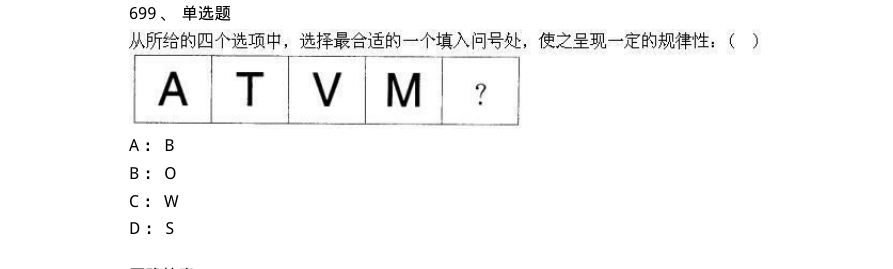 699 、 单选题
从所给的四个选项中，选择最合适的一个填入问号处，使之呈现一定的规律性：（ ）
A T V M ?
A： B
B： O
C： W
D： S